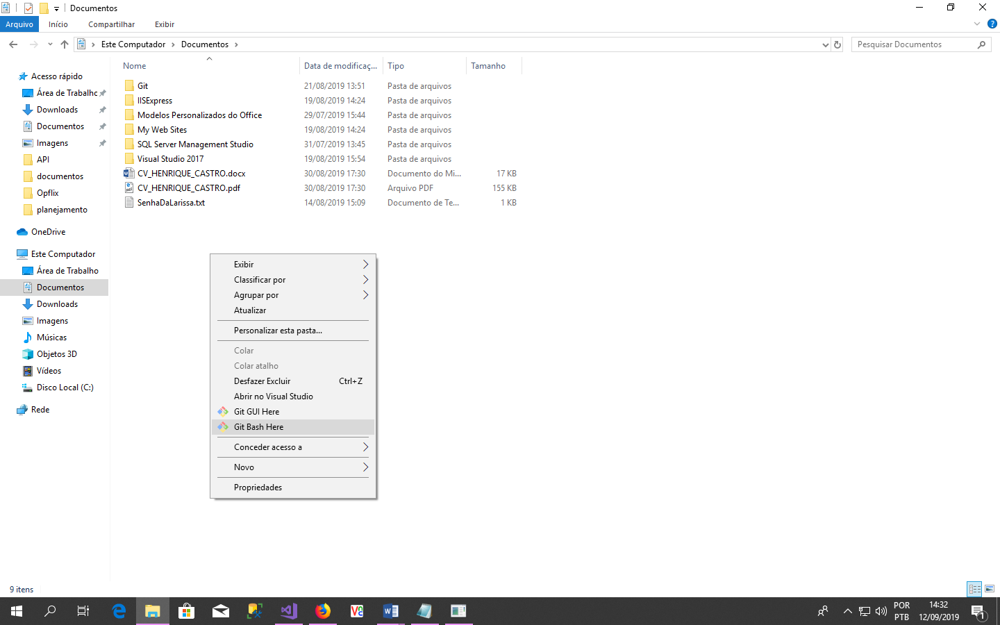 Documentos
Arquivo Início Compartilhar Exibir
Este Computador Documentos
Pesquisar Documentos
Nome Data de modificaç... Tipo Tamanho
Acesso rápido
Área de Trabalho
Downloads
Documentos
Imagens
API
documentos
Opflix
planejamento
OneDrive
Este Computador
Área de Trabalho
Documentos
Downloads
Imagens
Músicas
Objetos 3D
Vídeos
Disco Local (C:)
Rede
Git 21/08/2019 13:51 Pasta de arquivos
IISExpress 19/08/2019 14:24 Pasta de arquivos
Modelos Personalizados do Office 29/07/2019 15:44 Pasta de arquivos
My Web Sites 19/08/2019 14:24 Pasta de arquivos
SQL Server Management Studio 31/07/2019 13:45 Pasta de arquivos
Visual Studio 2017 19/08/2019 15:54 Pasta de arquivos
CV_HENRIQUE_CASTRO.docx 30/08/2019 17:30 Documento do Mi... 17 KB
CV_HENRIQUE_CASTRO.pdf 30/08/2019 17:30 Arquivo PDF 155 KB
SenhaDaLarissa.txt 14/08/2019 15:09 Documento de Te... 1 KB
Exibir
Classificar por
Agrupar por
Atualizar
Personalizar esta pasta...
Colar
Colar atalho
Desfazer Excluir Ctrl+Z
Abrir no Visual Studio
Git GUI Here
Git Bash Here
Conceder acesso a
Novo
Propriedades
9 itens
POR
PTB
14:32
12/09/2019
1